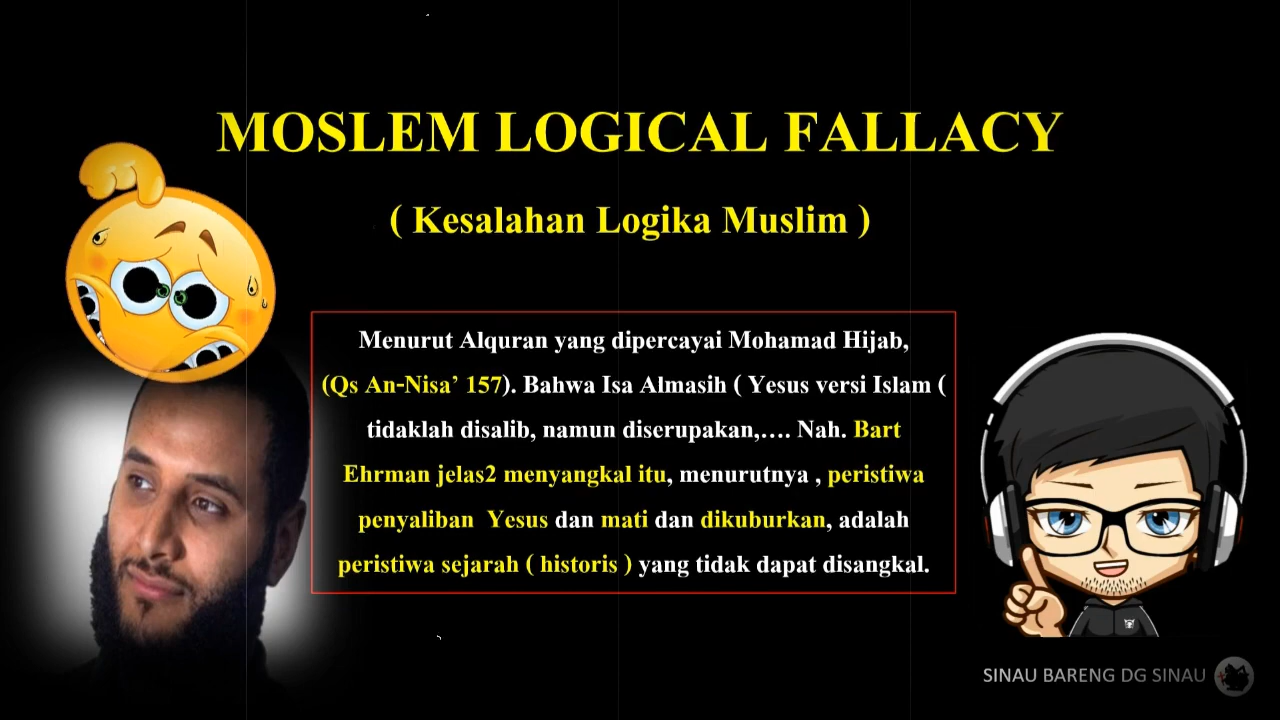 MOSLEM LOGICAL FALLACY
( Kesalahan Logika Muslim )
Menurut Alquran yang dipercayai Mohamad Hijab,
(Qs An-Nisa’ 157). Bahwa Isa Almasih ( Yesus versi Islam (
tidaklah disalib, namun diserupakan,…. Nah. Bart
Ehrman jelas2 menyangkal itu, menurutnya , peristiwa
penyaliban Yesus dan mati dan dikuburkan, adalah
peristiwa sejarah ( historis ) yang tidak dapat disangkal.
SINAU BARENG DG SINAU